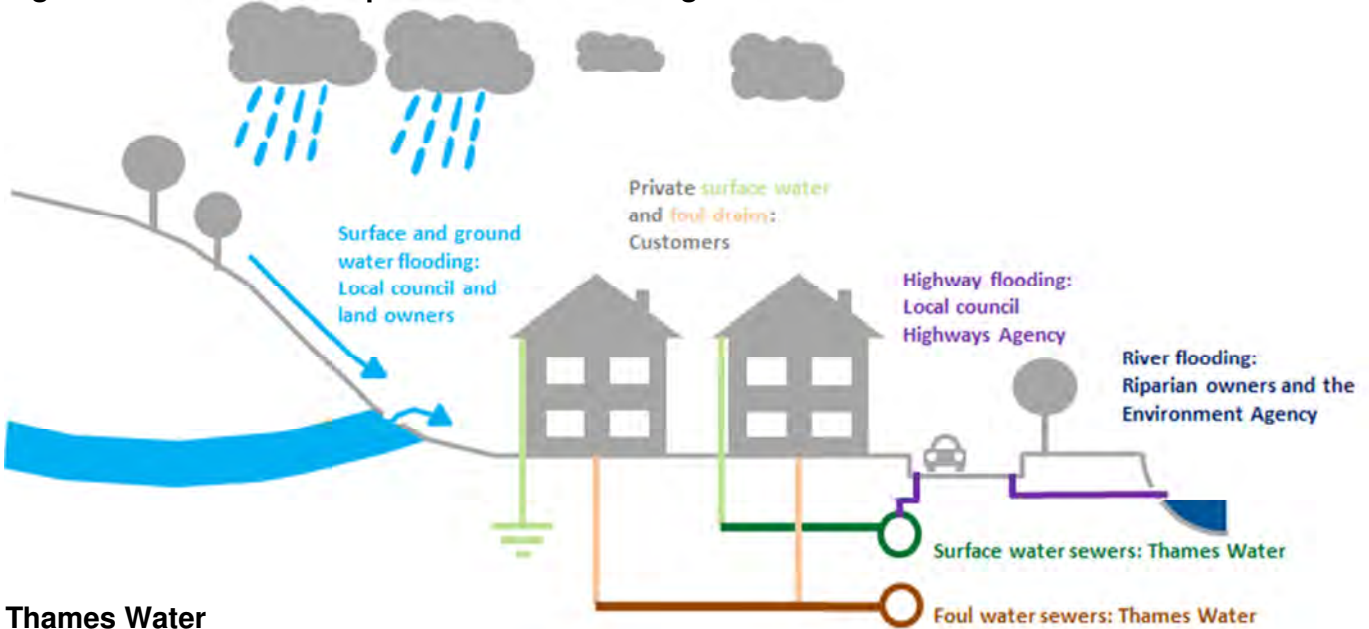 Private surface water
and foul drains:
Customers
Surface and ground
water flooding:
Local council and
land owners
Highway flooding:
Local council
Highways Agency
River flooding:
Riparian owners and the
Environment Agency
Surface water sewers: Thames Water
Foul water sewers: Thames Water
Thames Water